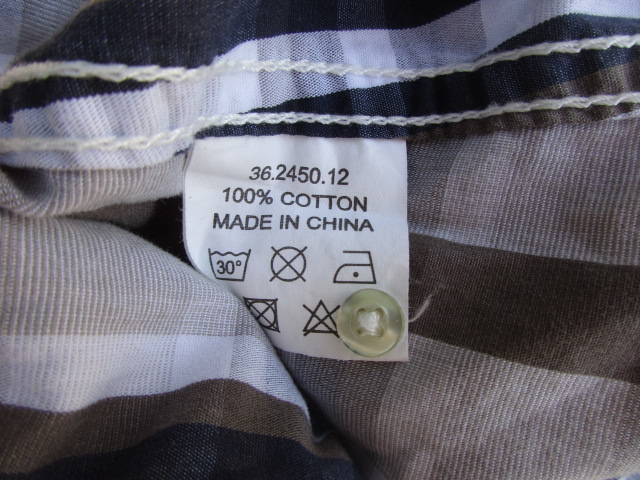 36.2450.12
100% COTTON
MADE IN CHINA
30°